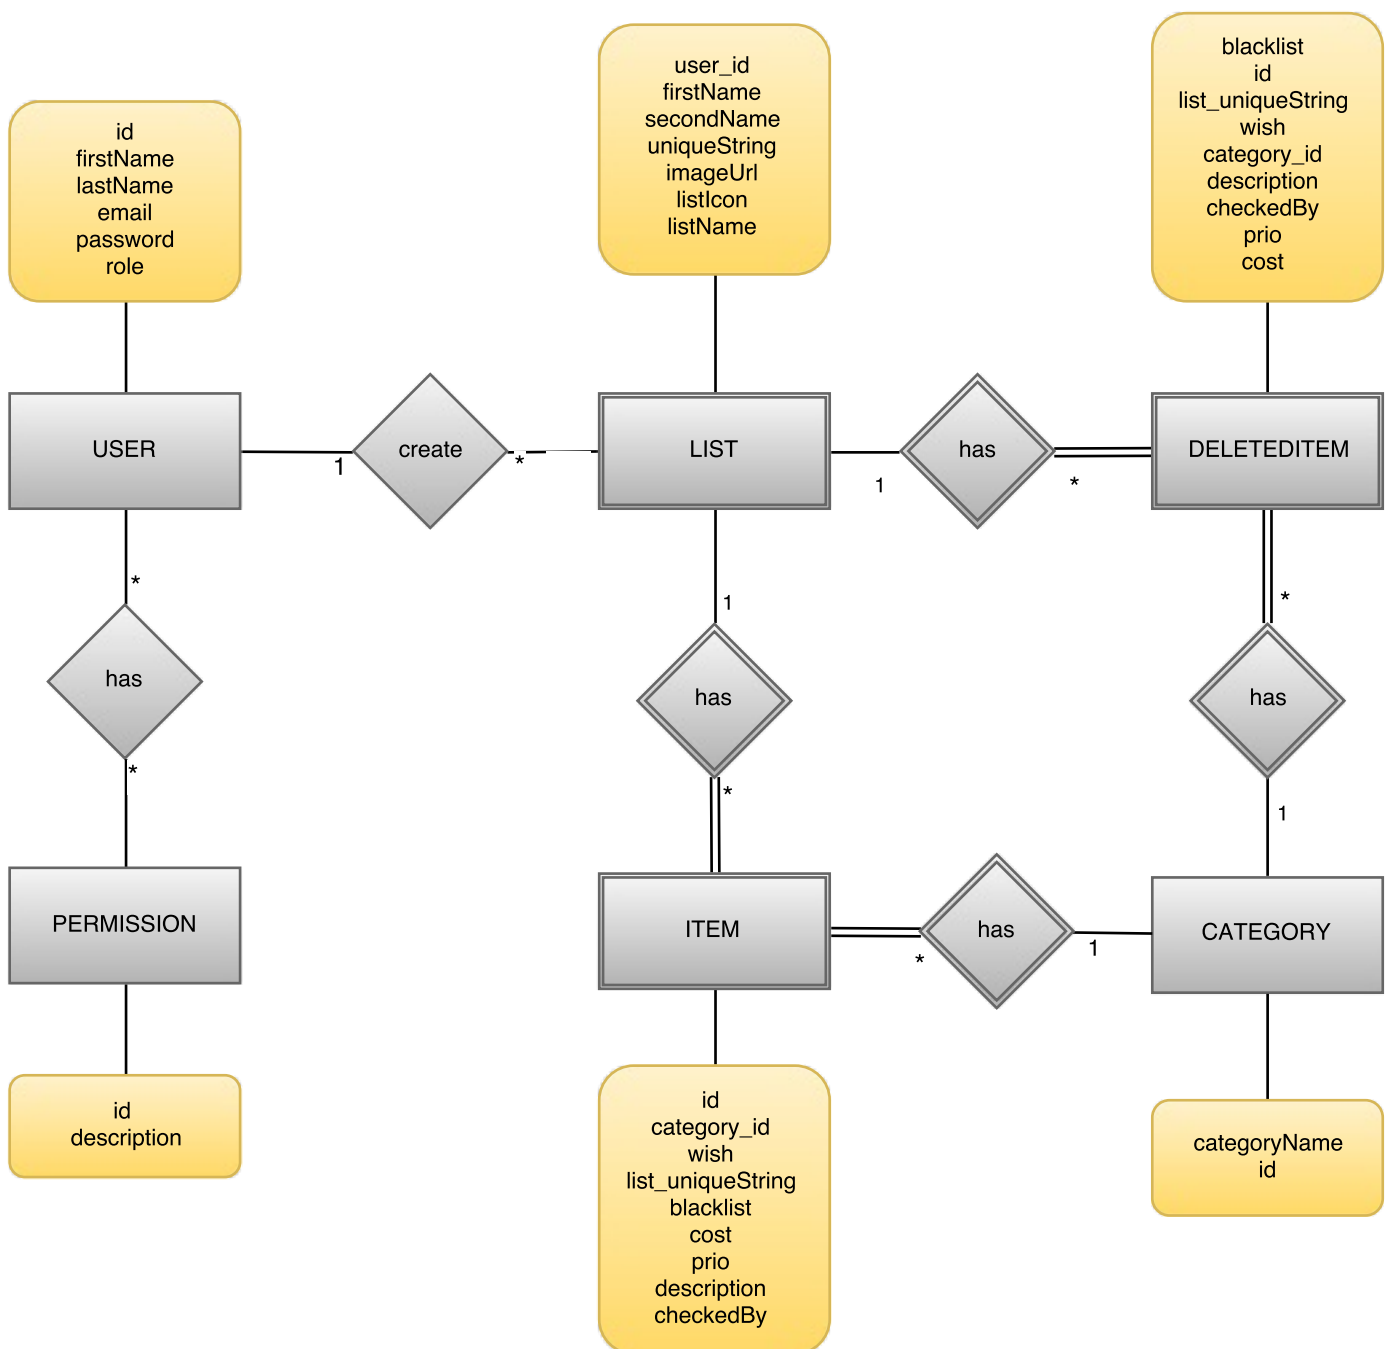 user_id
firstName
secondName
uniqueString
imageUrl
listIcon
listName
blacklist
id
list_uniqueString
wish
category_id
description
checkedBy
prio
cost
id
firstName
lastName
email
password
role
USER
1
create
*
LIST
1
has
*
DELETEDITEM
*
has
*
1
has
*
*
has
1
PERMISSION
ITEM
*
has
1
CATEGORY
id
description
id
category_id
wish
list_uniqueString
blacklist
cost
prio
description
checkedBy
categoryName
id